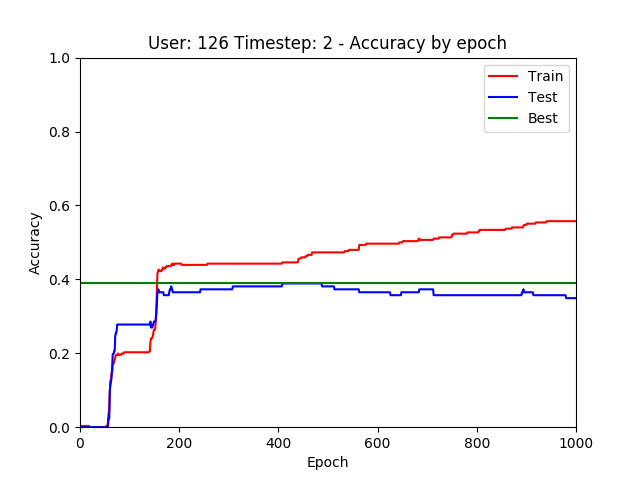 User: 126 Timestep: 2 - Accuracy by epoch
1.0
0.8
0.6
0.4
0.2
0.0
Accuracy
Train
Test
Best
0 200 400 600 800 1000
Epoch